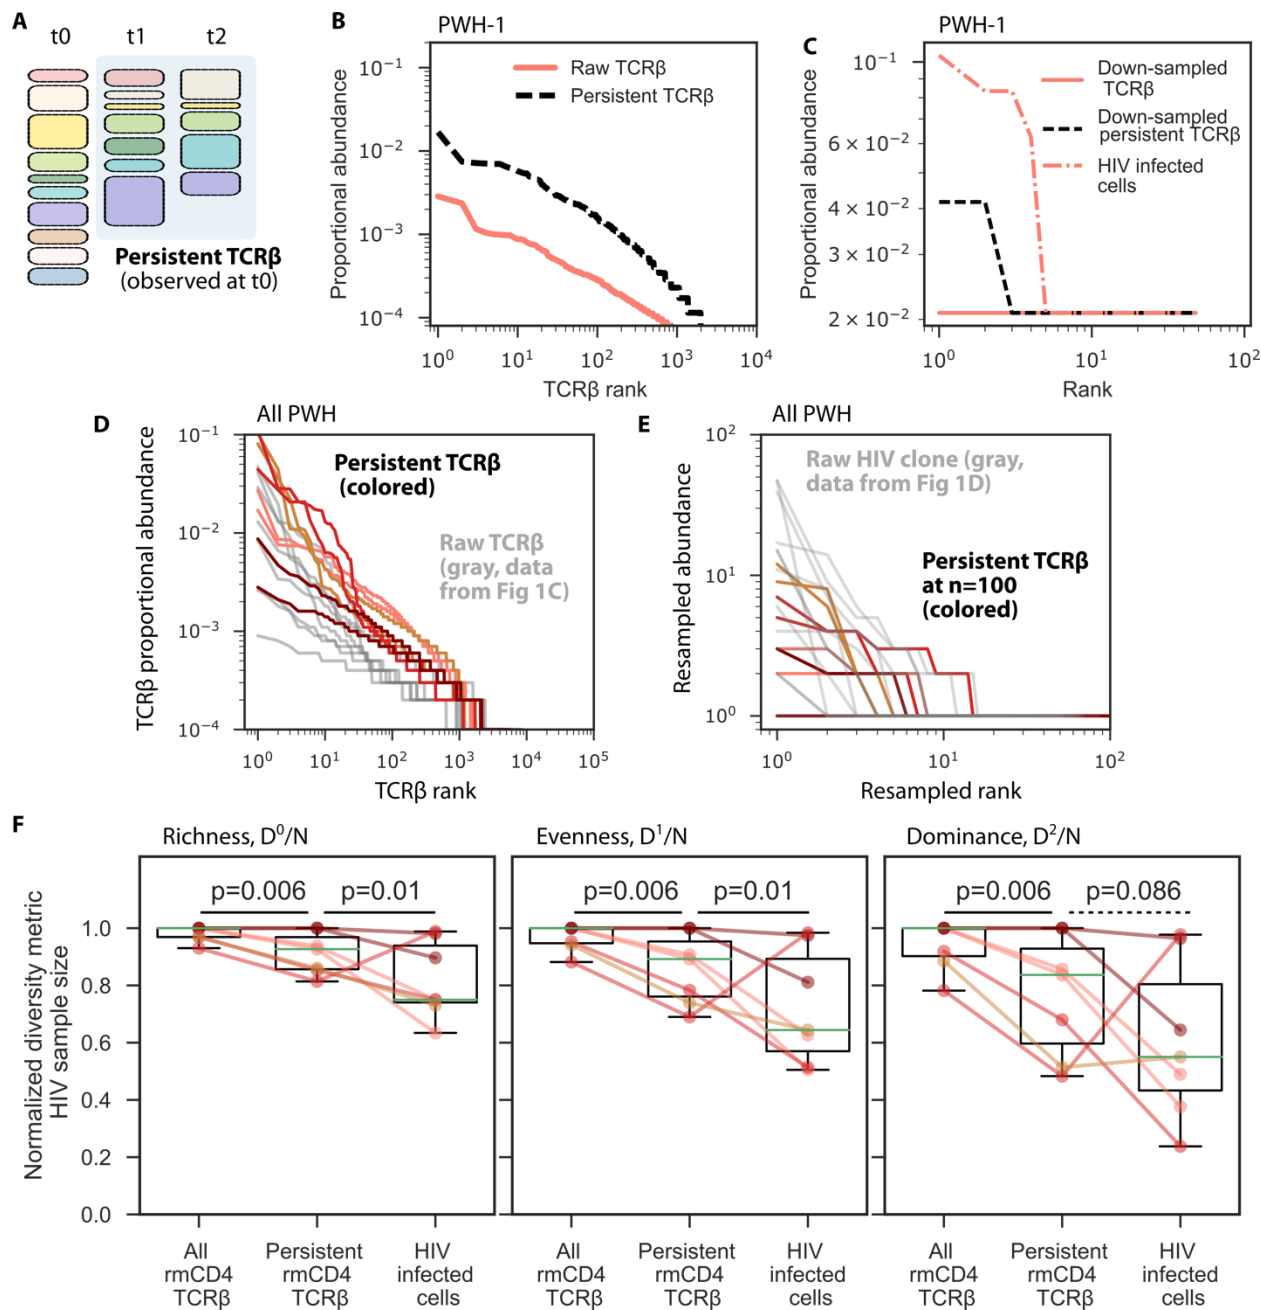 A
t0
t1
t2
Persistent TCRβ
(observed at t0)
B
PWH-1
Proportional abundance
10⁻¹
10⁻²
10⁻³
10⁻⁴
Raw TCRβ
Persistent TCRβ
10⁰
10¹
10²
10³
10⁴
TCRβ rank
C
PWH-1
Proportional abundance
10⁻¹
6 × 10⁻²
4 × 10⁻²
3 × 10⁻²
2 × 10⁻²
Down-sampled
TCRβ
Down-sampled
persistent TCRβ
HIV infected
cells
10⁰
10¹
10²
Rank
D
All PWH
TCRβ proportional abundance
10⁻¹
10⁻²
10⁻³
10⁻⁴
Persistent TCRβ
(colored)
Raw TCRβ
(gray, data
from Fig 1C)
10⁰
10¹
10²
10³
10⁴
10⁵
TCRβ rank
E
All PWH
Resampled abundance
10²
10¹
10⁰
Raw HIV clone (gray,
data from Fig 1D)
Persistent TCRβ
at n=100
(colored)
10⁰
10¹
10²
Resampled rank
F
Normalized diversity metric
HIV sample size
Richness, D⁰/N
p=0.006
p=0.01
1.0
0.8
0.6
0.4
0.2
0.0
All
rmCD4
TCRβ
Persistent
rmCD4
TCRβ
HIV
infected
cells
Evenness, D¹/N
p=0.006
p=0.01
All
rmCD4
TCRβ
Persistent
rmCD4
TCRβ
HIV
infected
cells
Dominance, D²/N
p=0.006
p=0.086
All
rmCD4
TCRβ
Persistent
rmCD4
TCRβ
HIV
infected
cells